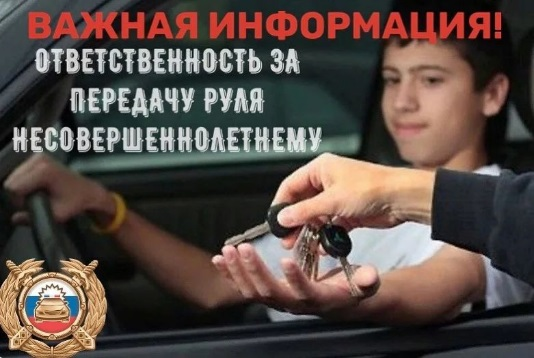 ВАЖНАЯ ИНФОРМАЦИЯ!
ОТВЕТСТВЕННОСТЬ ЗА
ПЕРЕДАЧУ РУЛЯ
НЕСОВЕРШЕННОЛЕТНЕМУ